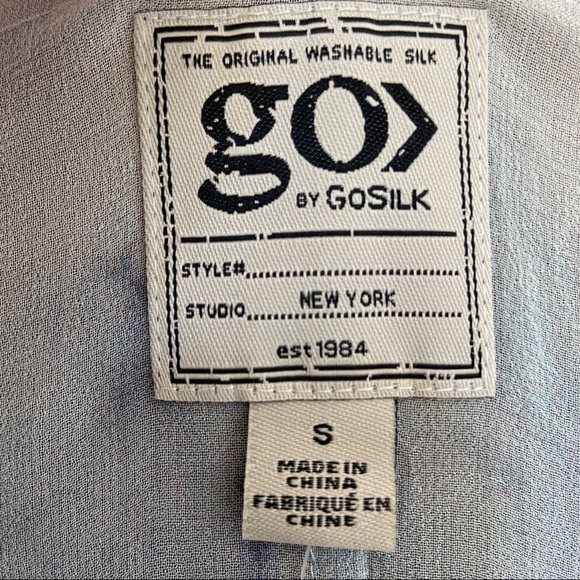 THE ORIGINAL WASHABLE SILK
go>
BY GOSILK
STYLE#
STUDIO NEW YORK
est 1984
S
MADE IN
CHINA
FABRIQUÉ EN
CHINE